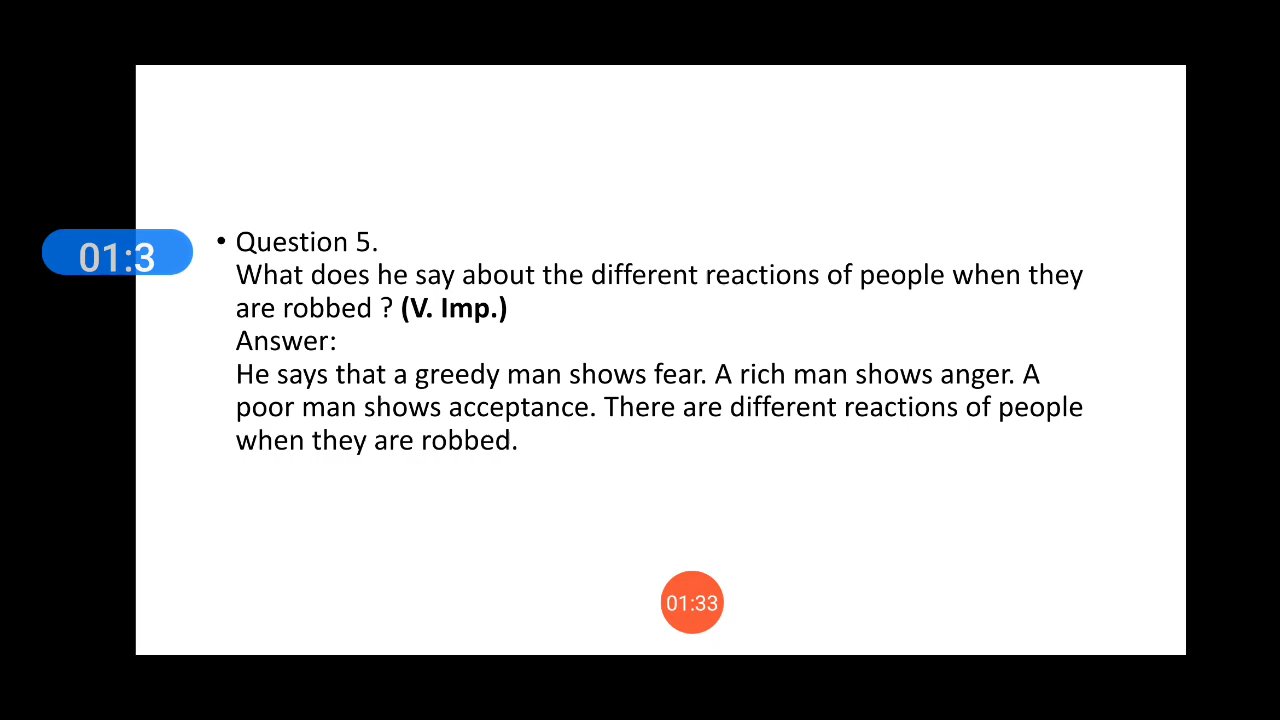 01:3
• Question 5.
What does he say about the different reactions of people when they
are robbed ? (V. Imp.)
Answer:
He says that a greedy man shows fear. A rich man shows anger. A
poor man shows acceptance. There are different reactions of people
when they are robbed.
01:33